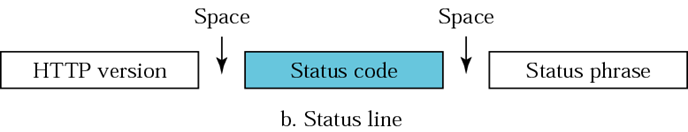 Space Space
HTTP version Status code Status phrase
b. Status line